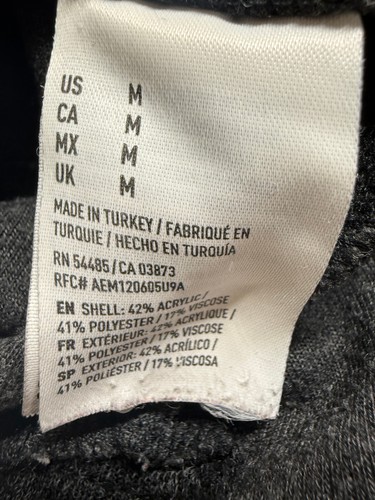 US M
CA M
MX M
UK M
MADE IN TURKEY / FABRIQUÉ EN
TURQUIE / HECHO EN TURQUÍA
RN 54485 / CA 03873
RFC# AEM120605U9A
EN SHELL: 42% ACRYLIC /
41% POLYESTER / 17% VISCOSE
FR EXTÉRIEUR: 42% ACRYLIQUE /
41% POLYESTER / 17% VISCOSE
SP EXTERIOR: 42% ACRÍLICO /
41% POLIÉSTER / 17% VISCOSA